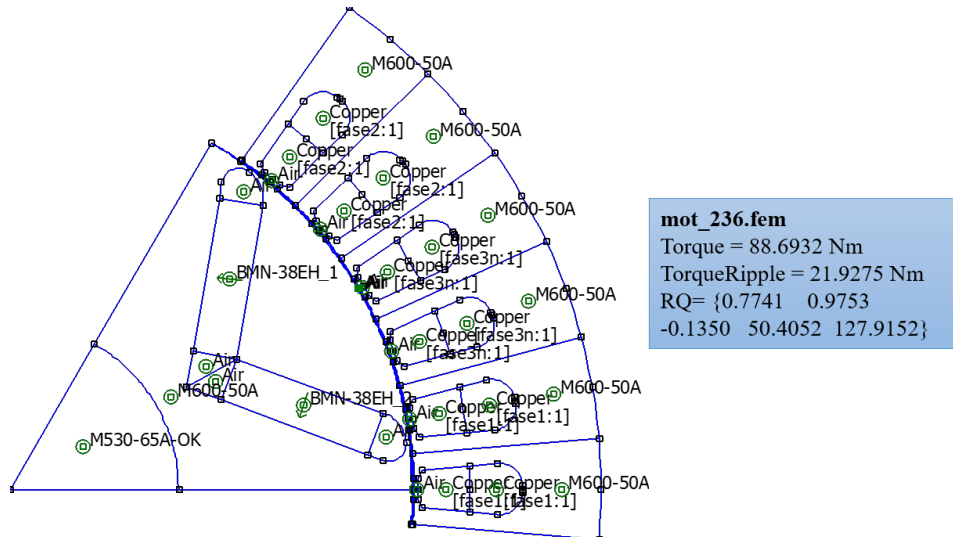 M600-50A
Copper
[fase2:1]
M600-50A
Copper
[fase2:1]
Air
Copper
[fase2:1]
Air
M600-50A
Copper
[fase2:1]
Air
Copper
[fase3n:1]
BMN-38EH_1
Copper
[fase3n:1]
Air
M600-50A
Copper
[fase3n:1]
Air
Copper
[fase3n:1]
Air
Air
M600-50A
M600-50A
BMN-38EH_2
Copper
[fase1:1]
Air
Copper
[fase1:1]
M530-65A-OK
Air
Copper
[fase1:1]
Copper
[fase1:1]
M600-50A
mot_236.fem
Torque = 88.6932 Nm
TorqueRipple = 21.9275 Nm
RQ= {0.7741 0.9753
-0.1350 50.4052 127.9152}